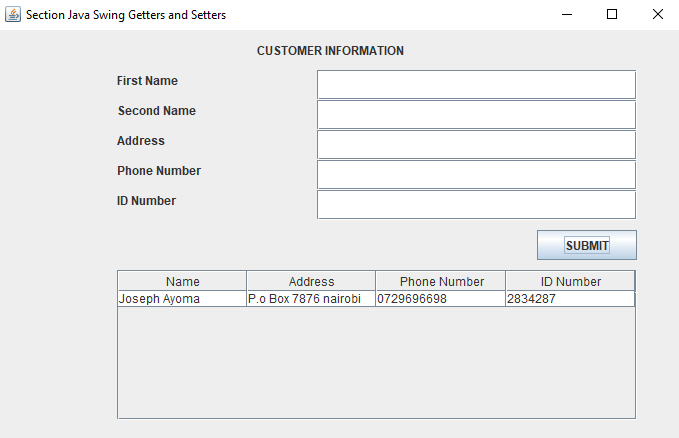 Section Java Swing Getters and Setters
CUSTOMER INFORMATION
First Name
Second Name
Address
Phone Number
ID Number
SUBMIT
Name Address Phone Number ID Number
Joseph Ayoma P.o Box 7876 nairobi 0729696698 2834287